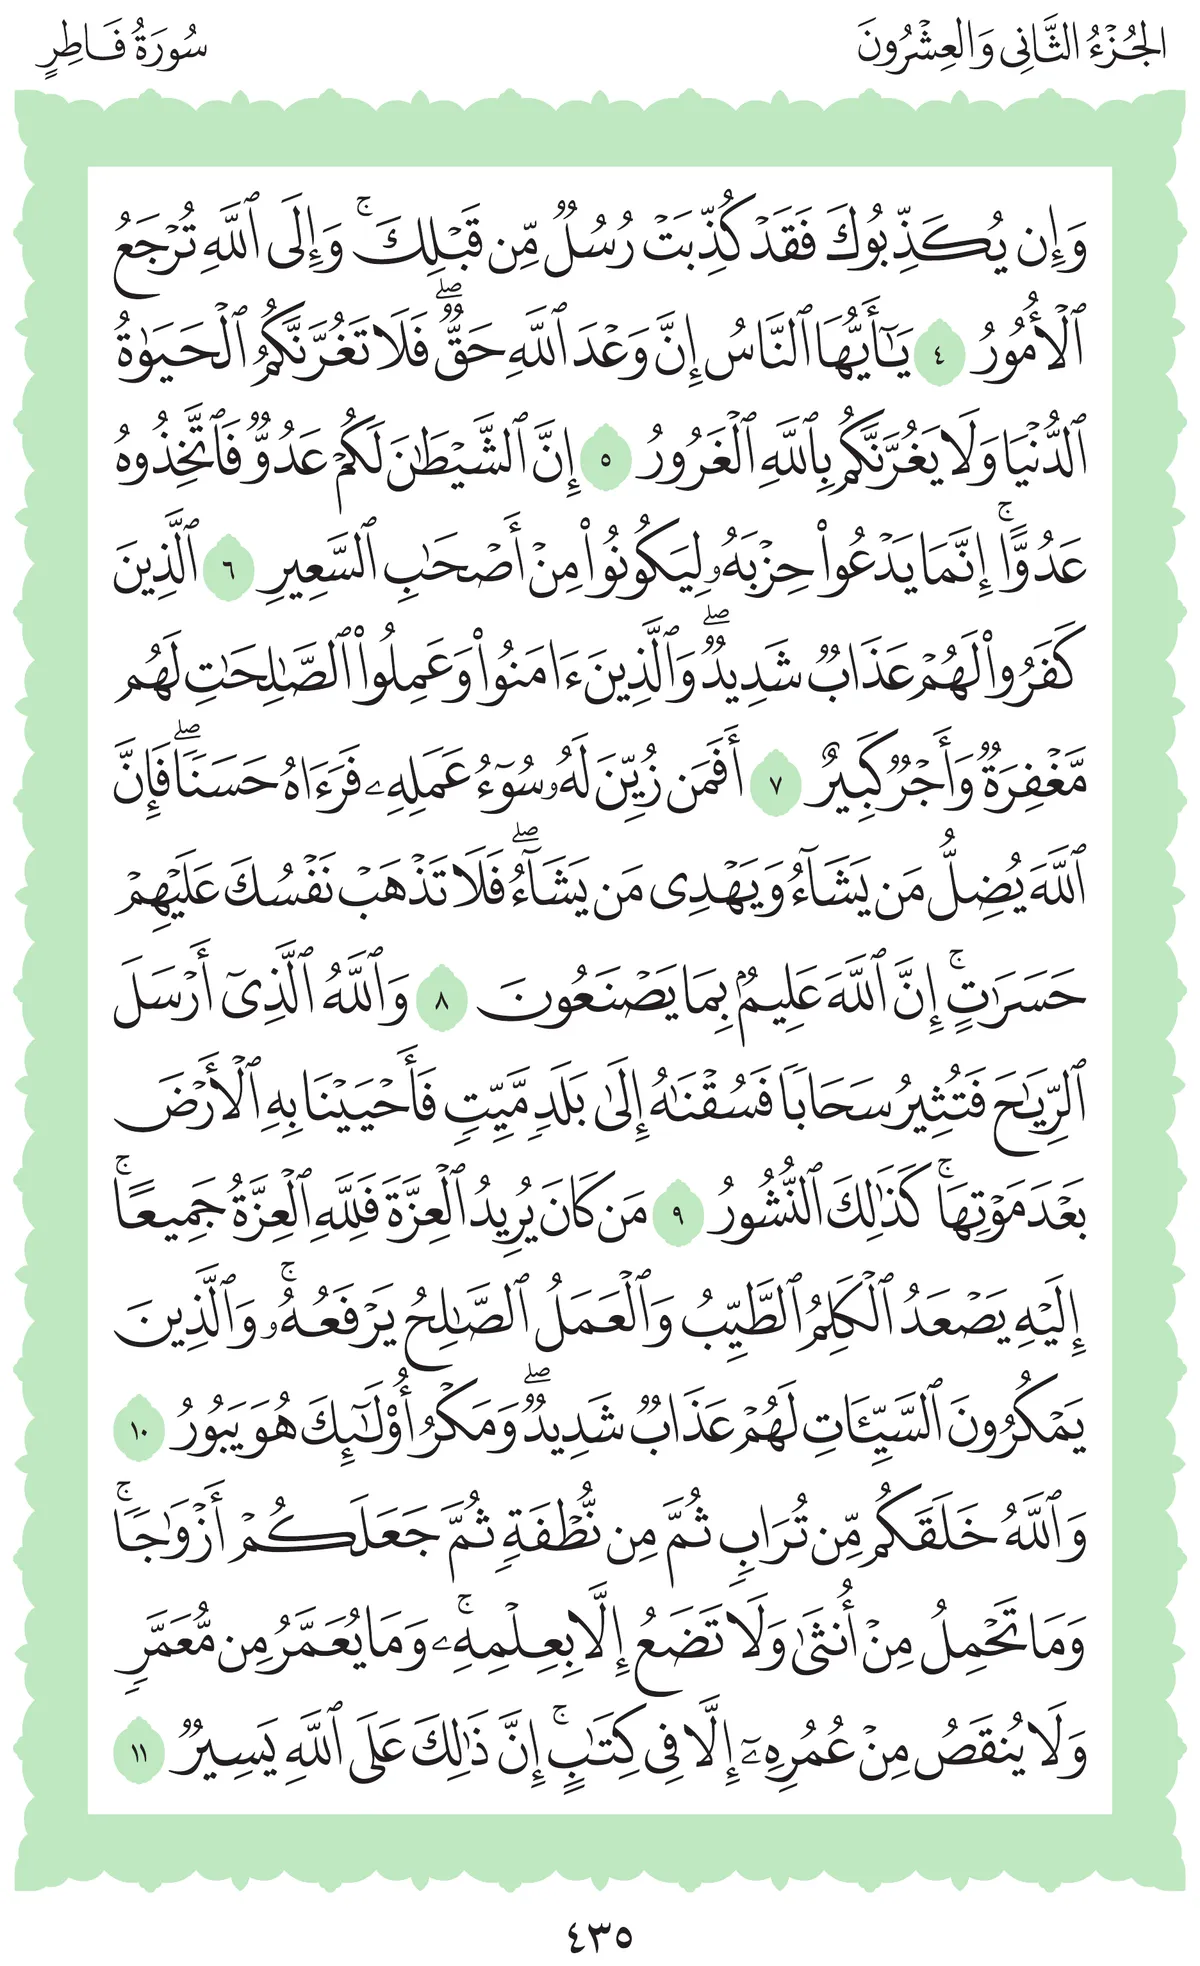 الجُزْءُ الثَّانِي وَالعِشْرُونَ
سُورَةُ فَاطِرٍ
وَإِن يُكَذِّبُوكَ فَقَدْ كُذِّبَتْ رُسُلٌ مِّن قَبْلِكَ ۚ وَإِلَى ٱللَّهِ تُرْجَعُ
ٱلْأُمُورُ ٤ يَـٰٓأَيُّهَا ٱلنَّاسُ إِنَّ وَعْدَ ٱللَّهِ حَقٌّ ۖ فَلَا تَغُرَّنَّكُمُ ٱلْحَيَوٰةُ
ٱلدُّنْيَا وَلَا يَغُرَّنَّكُم بِٱللَّهِ ٱلْغَرُورُ ٥ إِنَّ ٱلشَّيْطَـٰنَ لَكُمْ عَدُوٌّ فَٱتَّخِذُوهُ
عَدُوًّا ۚ إِنَّمَا يَدْعُوا۟ حِزْبَهُۥ لِيَكُونُوا۟ مِنْ أَصْحَـٰبِ ٱلسَّعِيرِ ٦ ٱلَّذِينَ
كَفَرُوا۟ لَهُمْ عَذَابٌ شَدِيدٌ ۖ وَٱلَّذِينَ ءَامَنُوا۟ وَعَمِلُوا۟ ٱلصَّـٰلِحَـٰتِ لَهُم
مَّغْفِرَةٌ وَأَجْرٌ كَبِيرٌ ٧ أَفَمَن زُيِّنَ لَهُۥ سُوٓءُ عَمَلِهِۦ فَرَءَاهُ حَسَنًا ۖ فَإِنَّ
ٱللَّهَ يُضِلُّ مَن يَشَآءُ وَيَهْدِى مَن يَشَآءُ ۖ فَلَا تَذْهَبْ نَفْسُكَ عَلَيْهِمْ
حَسَرَٰتٍ ۚ إِنَّ ٱللَّهَ عَلِيمٌۢ بِمَا يَصْنَعُونَ ٨ وَٱللَّهُ ٱلَّذِىٓ أَرْسَلَ
ٱلرِّيَـٰحَ فَتُثِيرُ سَحَابًا فَسُقْنَـٰهُ إِلَىٰ بَلَدٍ مَّيِّتٍ فَأَحْيَيْنَا بِهِ ٱلْأَرْضَ
بَعْدَ مَوْتِهَا ۚ كَذَٰلِكَ ٱلنُّشُورُ ٩ مَن كَانَ يُرِيدُ ٱلْعِزَّةَ فَلِلَّهِ ٱلْعِزَّةُ جَمِيعًا ۚ
إِلَيْهِ يَصْعَدُ ٱلْكَلِمُ ٱلطَّيِّبُ وَٱلْعَمَلُ ٱلصَّـٰلِحُ يَرْفَعُهُۥ ۚ وَٱلَّذِينَ
يَمْكُرُونَ ٱلسَّيِّـَٔاتِ لَهُمْ عَذَابٌ شَدِيدٌ ۖ وَمَكْرُ أُو۟لَـٰٓئِكَ هُوَ يَبُورُ ١٠
وَٱللَّهُ خَلَقَكُم مِّن تُرَابٍ ثُمَّ مِن نُّطْفَةٍ ثُمَّ جَعَلَكُمْ أَزْوَٰجًا ۚ
وَمَا تَحْمِلُ مِنْ أُنثَىٰ وَلَا تَضَعُ إِلَّا بِعِلْمِهِۦ ۚ وَمَا يُعَمَّرُ مِن مُّعَمَّرٍ
وَلَا يُنقَصُ مِنْ عُمُرِهِۦٓ إِلَّا فِى كِتَـٰبٍ ۚ إِنَّ ذَٰلِكَ عَلَى ٱللَّهِ يَسِيرٌ ١١
٤٣٥